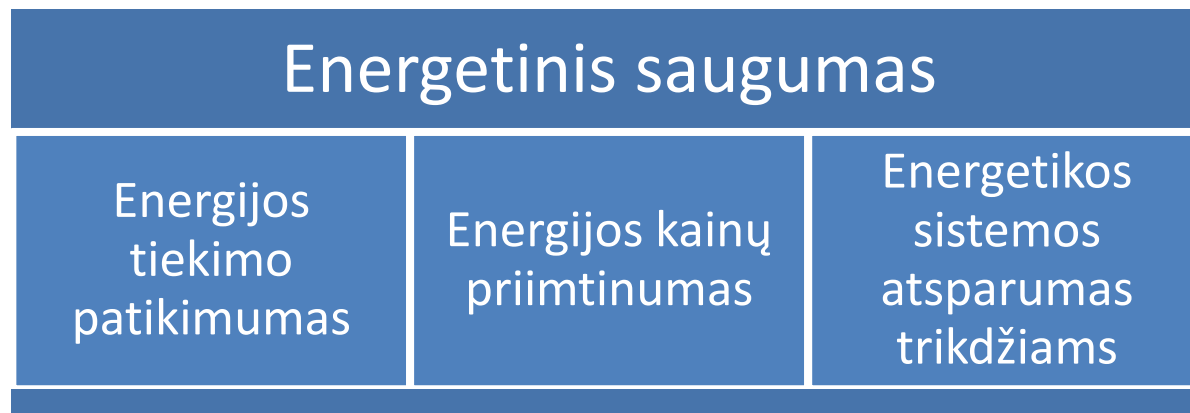 Energetinis saugumas
Energijos
tiekimo
patikimumas
Energijos kainų
priimtinumas
Energetikos
sistemos
atsparumas
trikdžiams